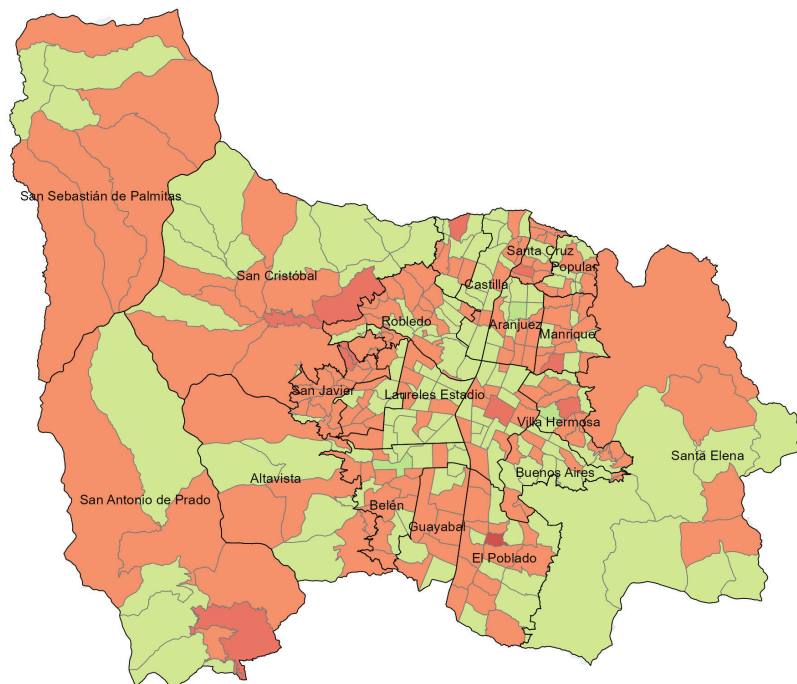 San Sebastián de Palmitas
Santa Cruz
Popular
San Cristóbal
Castilla
Robledo
Aranjuez
Manrique
San Javier
Laureles Estadio
Villa Hermosa
Santa Elena
Buenos Aires
Altavista
San Antonio de Prado
Belén
Guayabal
El Poblado